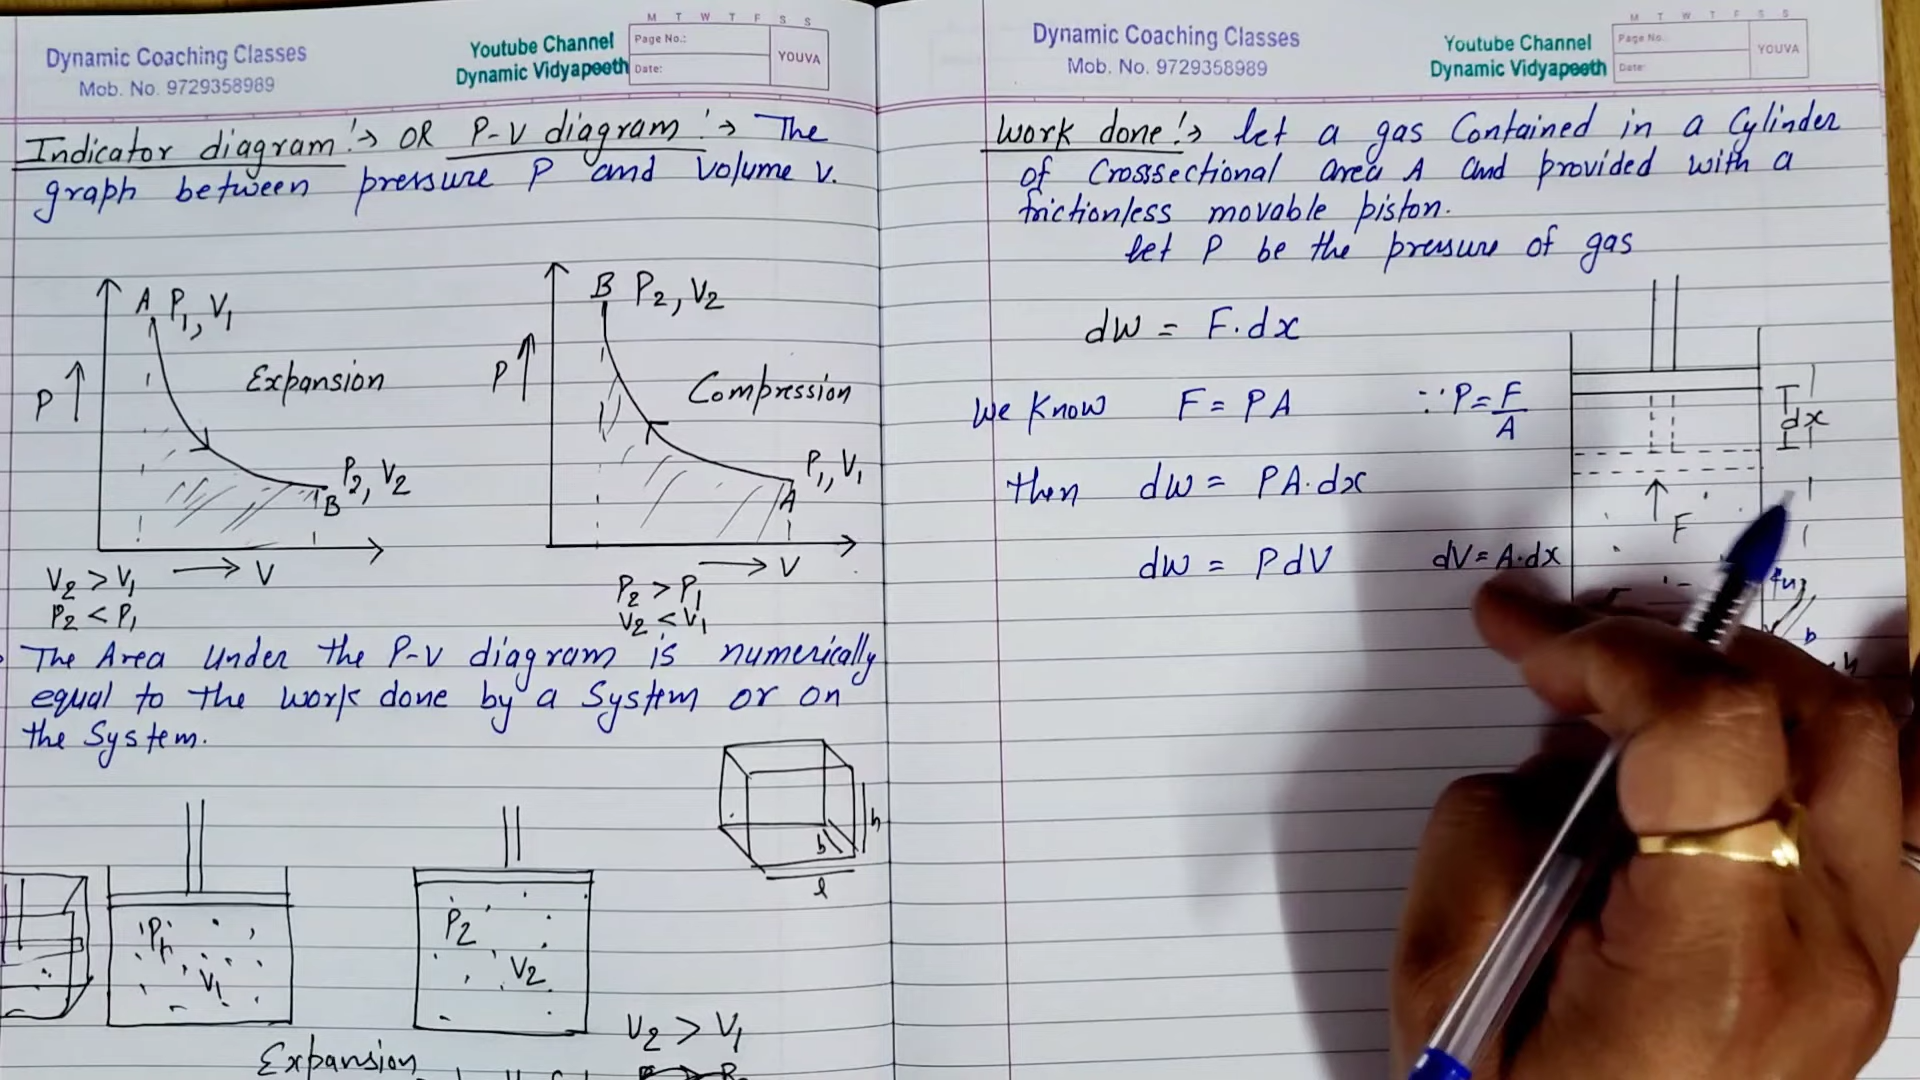 Dynamic Coaching Classes
Mob. No. 9729358989
Youtube Channel
Dynamic Vidyapeeth
M T W T F S S
Page No.:
Date:
YOUVA
Indicator diagram:→ OR P-V diagram:→ The
graph between pressure P and volume V.
A P1, V1
Expansion
P
P2, V2
B
V
V2 > V1
P2 < P1
B P2, V2
P
Compression
P1, V1
A
V
P2 > P1
V2 < V1
The Area Under the P-V diagram is numerically
equal to the work done by a System or on
the System.
h
b
l
P1
V1
P2
V2
V2 > V1
Expansion
Dynamic Coaching Classes
Mob. No. 9729358989
Youtube Channel
Dynamic Vidyapeeth
M T W T F S S
Page No.
Date:
YOUVA
Work done:→ let a gas Contained in a Cylinder
of Crosssectional area A and provided with a
frictionless movable piston.
let P be the pressure of gas
dW = F.dx
We Know F = PA ∵ P = F/A
dx
then dW = PA.dx
F
dW = PdV dV = A.dx
b
h